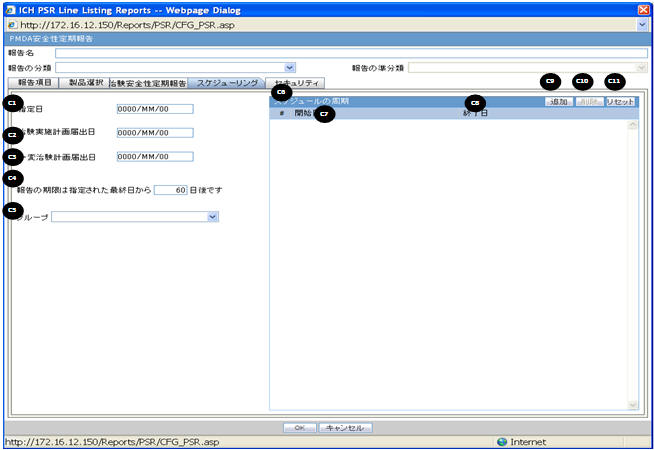 ICH PSR Line Listing Reports -- Webpage Dialog
http://172.16.12.150/Reports/PSR/CFG_PSR.asp
PMDA安全性定期報告
報告名
報告の分類 報告の準分類
報告項目 製品選択 治験安全性定期報告 スケジューリング セキュリティ
C9 C10 C11
C6
スケジュールの周期 追加 削除 リセット
C1 C8
指定日 0000/MM/00
# 開始 C7 終了日
C2
治験実施計画届出日 0000/MM/00
C3
変治験計画届出日 0000/MM/00
C4
報告の期限は指定された最終日から 60 日後です
C5
グループ
OK キャンセル
http://172.16.12.150/Reports/PSR/CFG_PSR.asp Internet